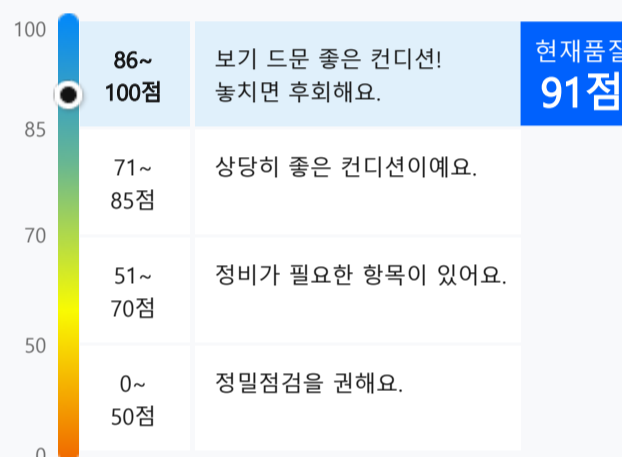 100
86~
100점
보기 드문 좋은 컨디션!
놓치면 후회해요.
현재품질
91점
85
71~
85점
상당히 좋은 컨디션이예요.
70
51~
70점
정비가 필요한 항목이 있어요.
50
0~
50점
정밀점검을 권해요.
0